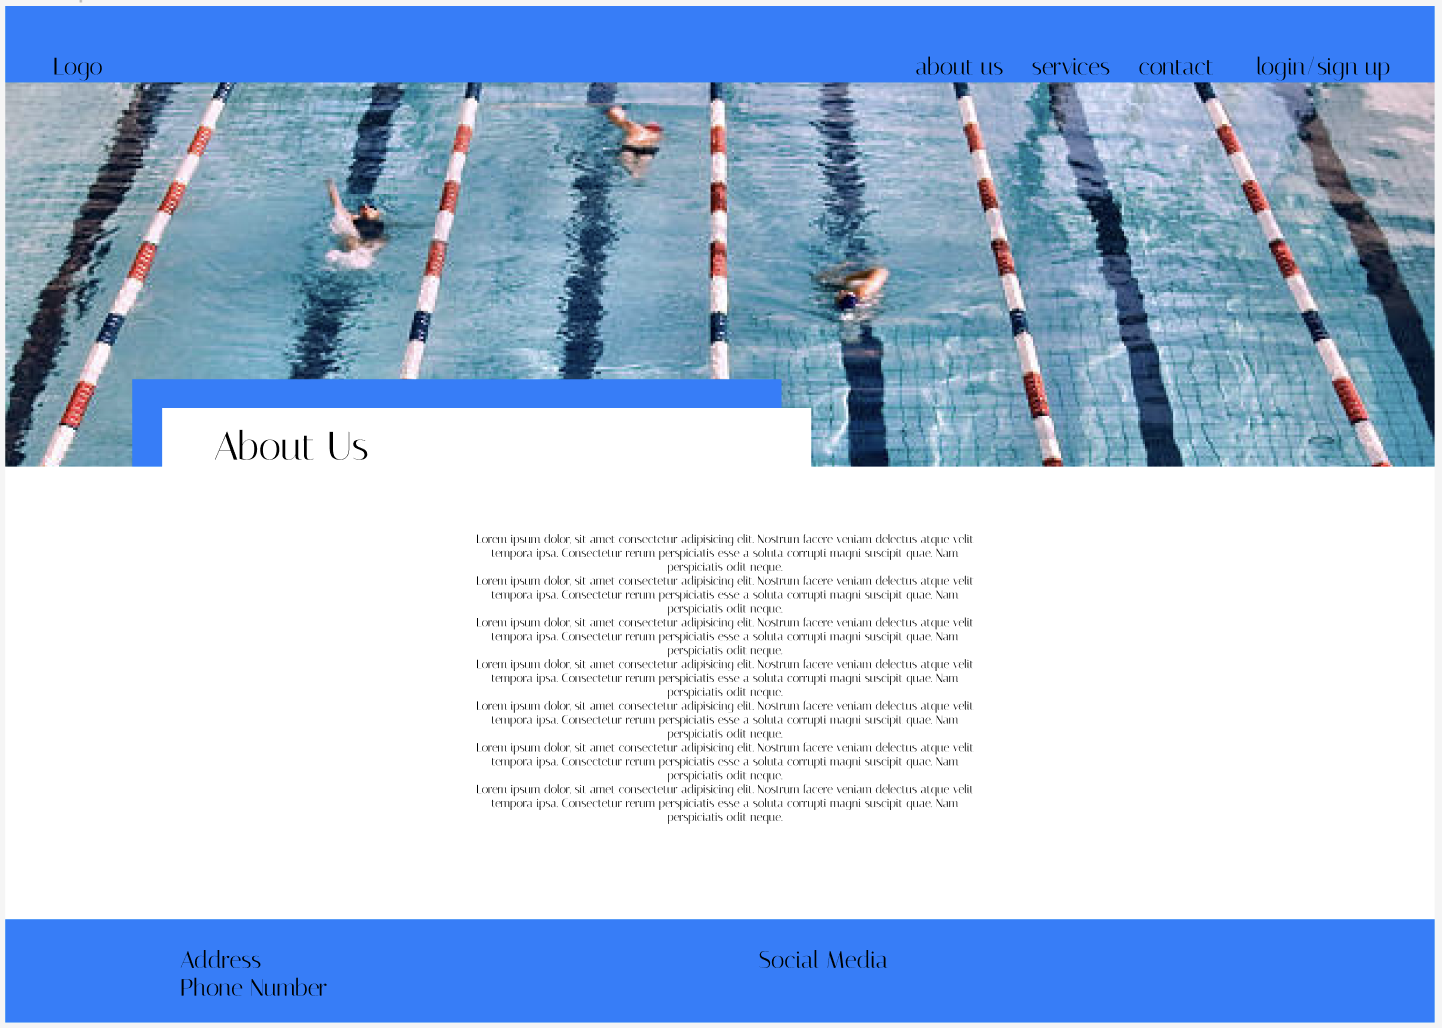 Logo
about us services contact login/sign up
About Us
Lorem ipsum dolor, sit amet consectetur adipisicing elit. Nostrum facere veniam delectus atque velit
tempora ipsa. Consectetur rerum perspiciatis esse a soluta corrupti magni suscipit quae. Nam
perspiciatis odit neque.
Lorem ipsum dolor, sit amet consectetur adipisicing elit. Nostrum facere veniam delectus atque velit
tempora ipsa. Consectetur rerum perspiciatis esse a soluta corrupti magni suscipit quae. Nam
perspiciatis odit neque.
Lorem ipsum dolor, sit amet consectetur adipisicing elit. Nostrum facere veniam delectus atque velit
tempora ipsa. Consectetur rerum perspiciatis esse a soluta corrupti magni suscipit quae. Nam
perspiciatis odit neque.
Lorem ipsum dolor, sit amet consectetur adipisicing elit. Nostrum facere veniam delectus atque velit
tempora ipsa. Consectetur rerum perspiciatis esse a soluta corrupti magni suscipit quae. Nam
perspiciatis odit neque.
Lorem ipsum dolor, sit amet consectetur adipisicing elit. Nostrum facere veniam delectus atque velit
tempora ipsa. Consectetur rerum perspiciatis esse a soluta corrupti magni suscipit quae. Nam
perspiciatis odit neque.
Lorem ipsum dolor, sit amet consectetur adipisicing elit. Nostrum facere veniam delectus atque velit
tempora ipsa. Consectetur rerum perspiciatis esse a soluta corrupti magni suscipit quae. Nam
perspiciatis odit neque.
Lorem ipsum dolor, sit amet consectetur adipisicing elit. Nostrum facere veniam delectus atque velit
tempora ipsa. Consectetur rerum perspiciatis esse a soluta corrupti magni suscipit quae. Nam
perspiciatis odit neque.
Address
Phone Number
Social Media